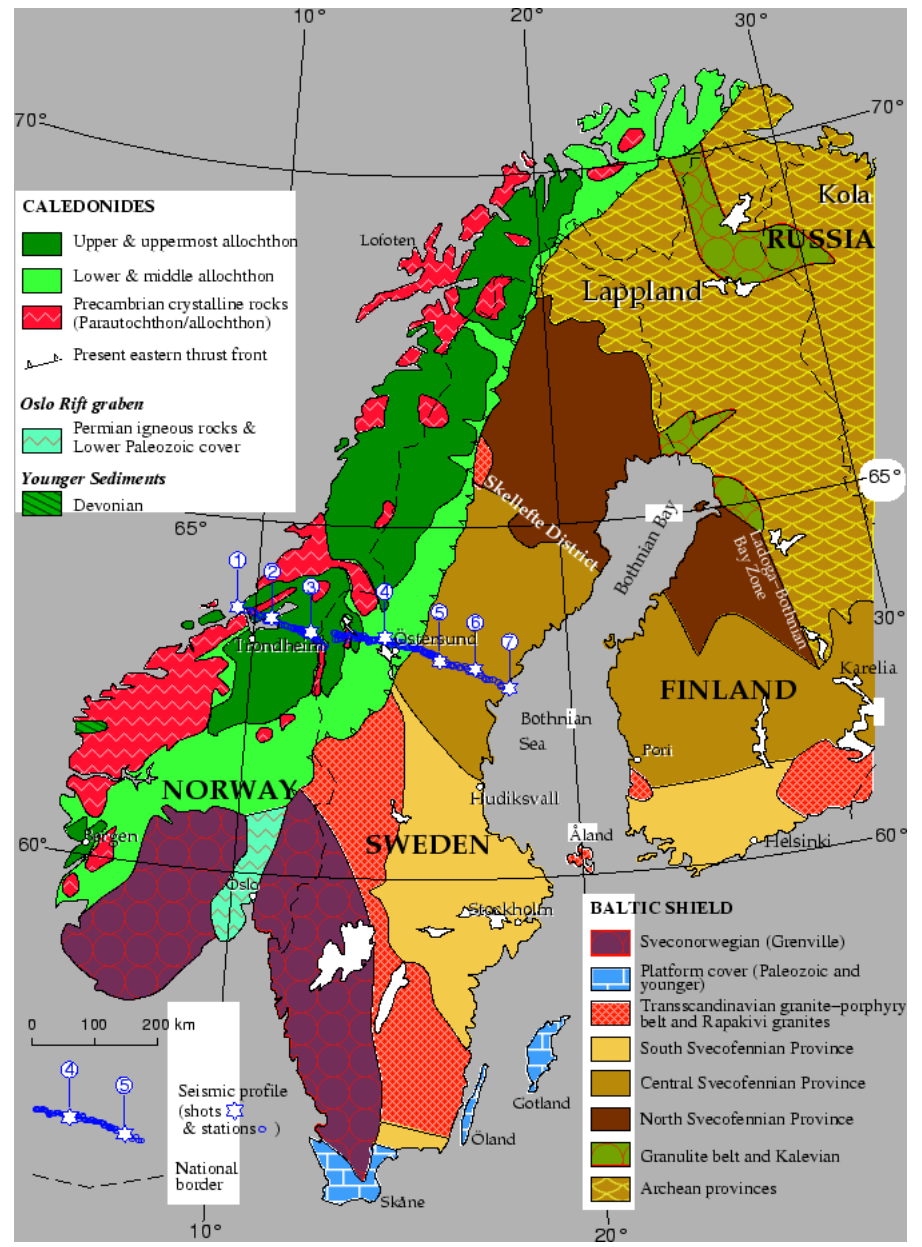 10°
20°
30°
70°
70°
CALEDONIDES
Upper & uppermost allochthon
Lower & middle allochthon
Precambrian crystalline rocks
(Parautochthon/allochthon)
Present eastern thrust front
Oslo Rift graben
Permian igneous rocks &
Lower Paleozoic cover
Younger Sediments
Devonian
Lofoten
Kola
RUSSIA
Lappland
65°
65°
Skellefte District
Bothnian Bay
Ladoga-Bothnian
Bay Zone
30°
1
2
3
4
5
6
7
Trondheim
Östersund
Karelia
FINLAND
Bothnian
Sea
Pori
NORWAY
Hudiksvall
Bergen
SWEDEN
Åland
Helsinki
60°
60°
Oslo
Stockholm
Gotland
Öland
Skåne
10°
20°
0 100 200 km
4
5
Seismic profile
(shots
& stations )
National
border
BALTIC SHIELD
Sveconorwegian (Grenville)
Platform cover (Paleozoic and
younger)
Transscandinavian granite-porphyry
belt and Rapakivi granites
South Svecofennian Province
Central Svecofennian Province
North Svecofennian Province
Granulite belt and Kalevian
Archean provinces